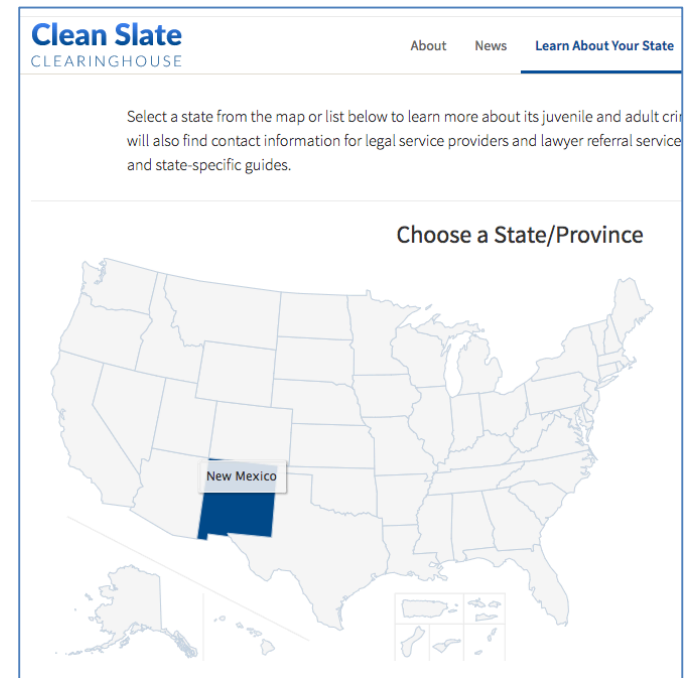 Clean Slate
CLEARINGHOUSE
About News Learn About Your State
Select a state from the map or list below to learn more about its juvenile and adult
will also find contact information for legal service providers and lawyer referral service
and state-specific guides.
Choose a State/Province
New Mexico